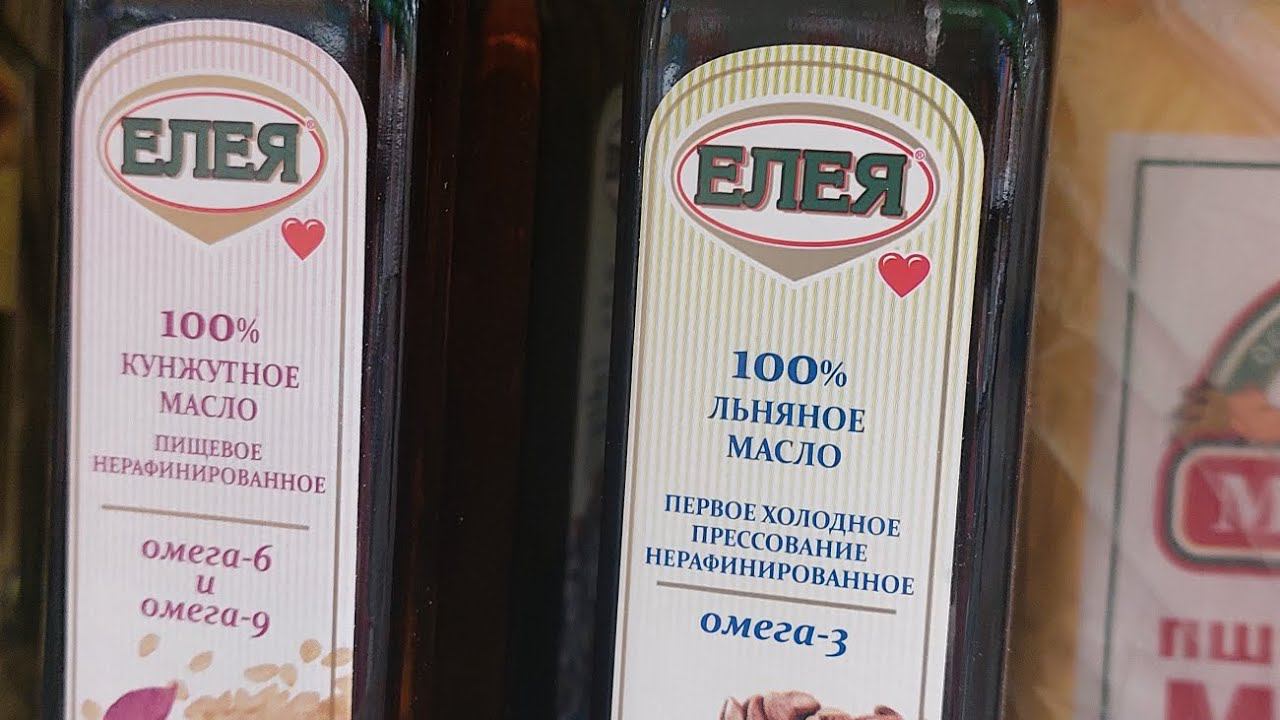 ЕЛЕЯ®
100%
КУНЖУТНОЕ
МАСЛО
ПИЩЕВОЕ
НЕРАФИНИРОВАННОЕ
омега-6
и
омега-9
ЕЛЕЯ®
100%
ЛЬНЯНОЕ
МАСЛО
ПЕРВОЕ ХОЛОДНОЕ
ПРЕССОВАНИЕ
НЕРАФИНИРОВАННОЕ
омега-3